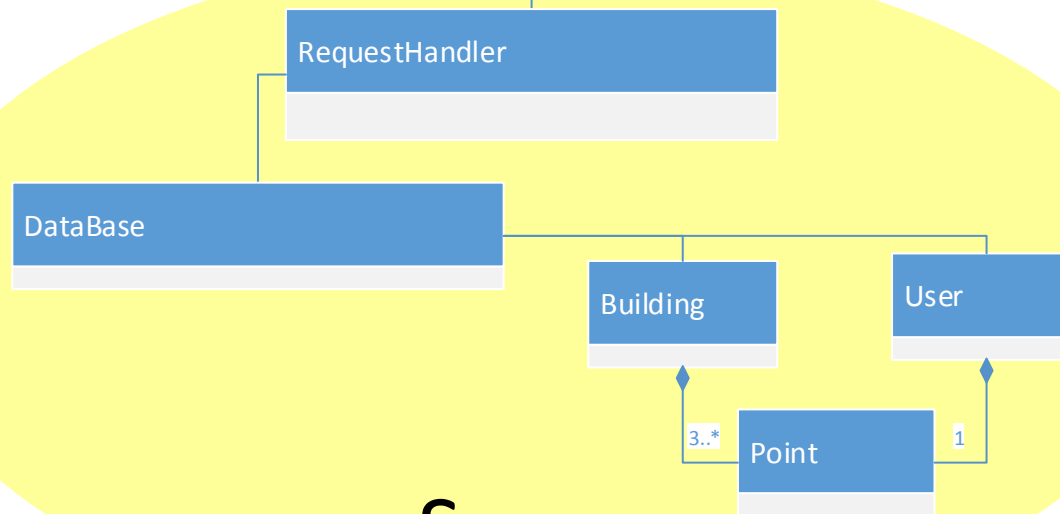 RequestHandler
DataBase
Building
User
3..*
1
Point